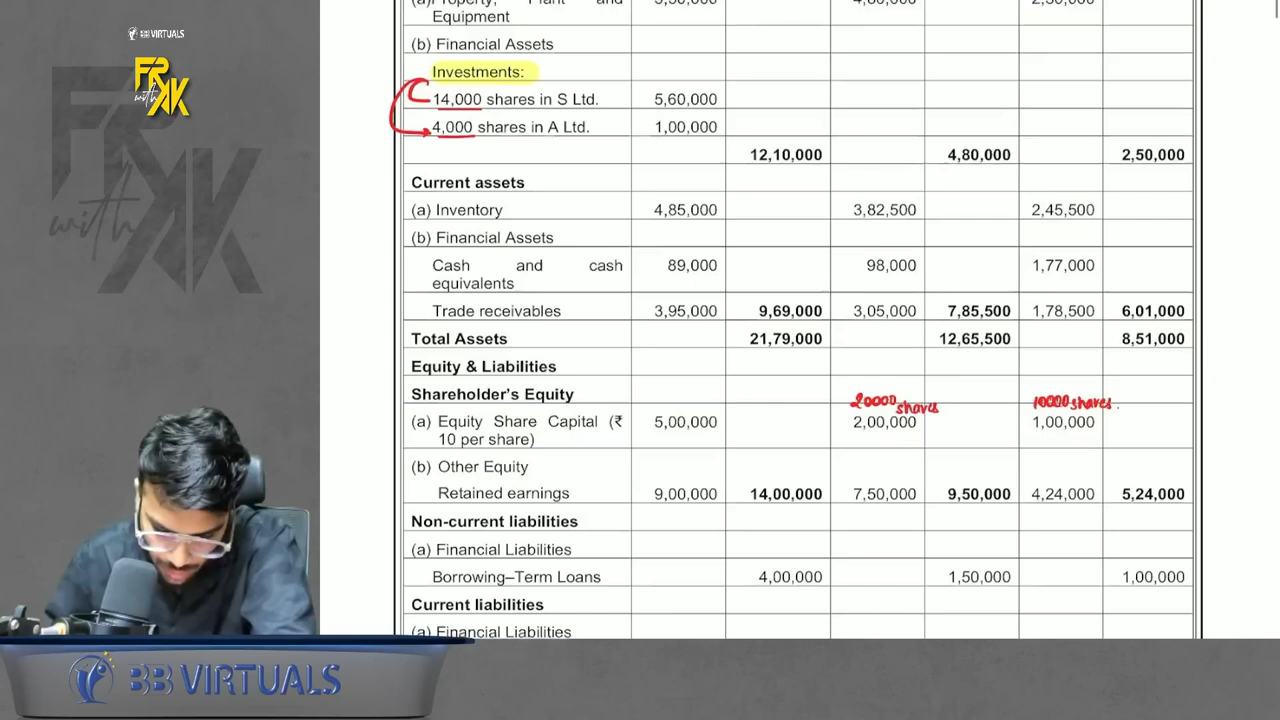 BB VIRTUALS
FR
with
AK
FR
with
AK
(a)Property, Plant and
Equipment
(b) Financial Assets
Investments:
14,000 shares in S Ltd. 5,60,000
4,000 shares in A Ltd. 1,00,000
12,10,000 4,80,000 2,50,000
Current assets
(a) Inventory 4,85,000 3,82,500 2,45,500
(b) Financial Assets
Cash and cash 89,000 98,000 1,77,000
equivalents
Trade receivables 3,95,000 9,69,000 3,05,000 7,85,500 1,78,500 6,01,000
Total Assets 21,79,000 12,65,500 8,51,000
Equity & Liabilities
Shareholder's Equity 20000 shares 10000 shares.
(a) Equity Share Capital (₹ 5,00,000 2,00,000 1,00,000
10 per share)
(b) Other Equity
Retained earnings 9,00,000 14,00,000 7,50,000 9,50,000 4,24,000 5,24,000
Non-current liabilities
(a) Financial Liabilities
Borrowing–Term Loans 4,00,000 1,50,000 1,00,000
Current liabilities
(a) Financial Liabilities
BB VIRTUALS